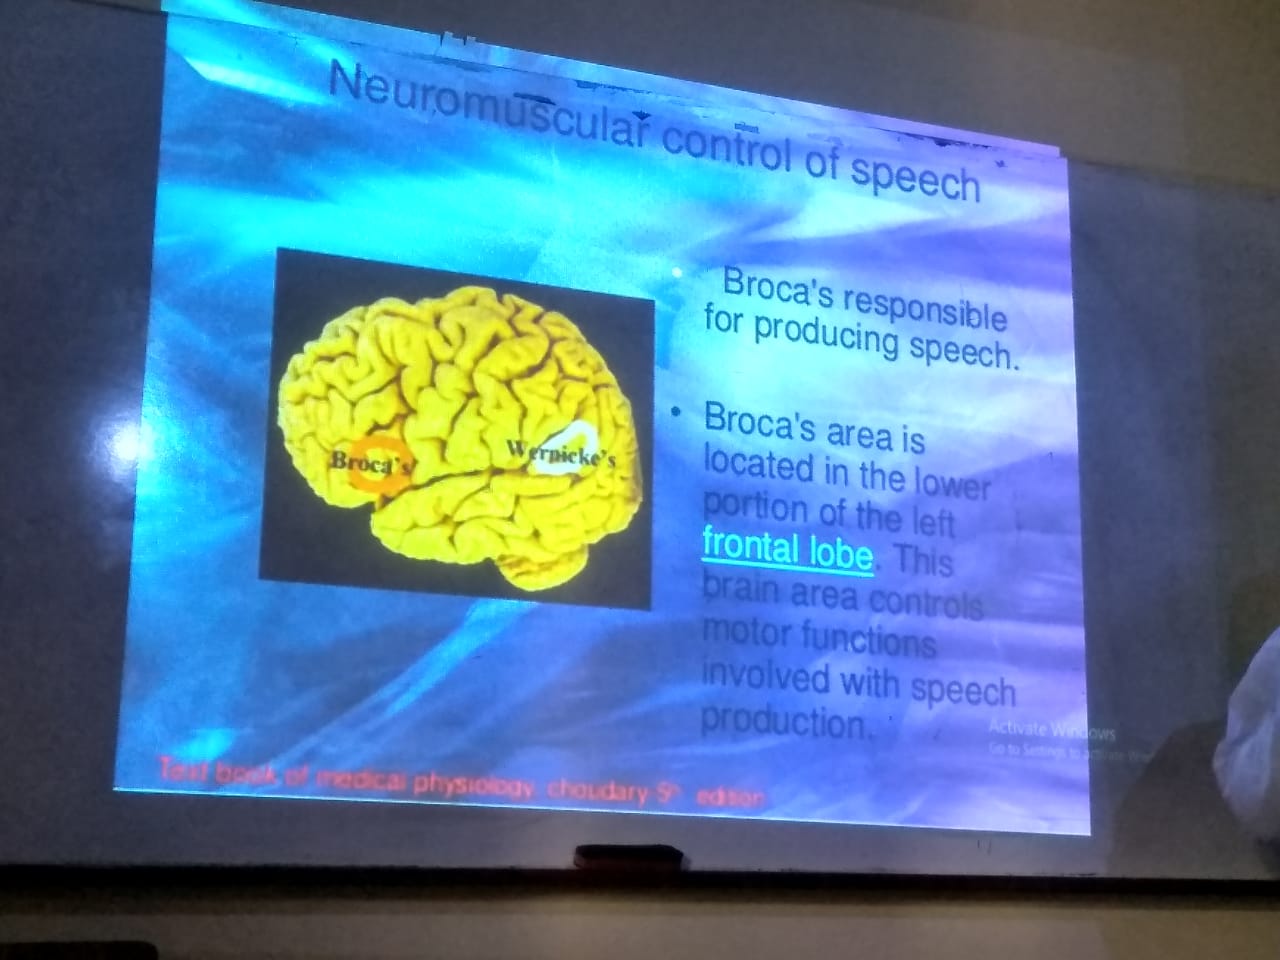 Neuromuscular control of speech
Broca's
Wernicke's
Broca's responsible
for producing speech.
• Broca's area is
located in the lower
portion of the left
frontal lobe. This
brain area controls
motor functions
involved with speech
production.
Activate Windows
Go to Settings to activate
Text book of medical physiology, choudary 5th edition